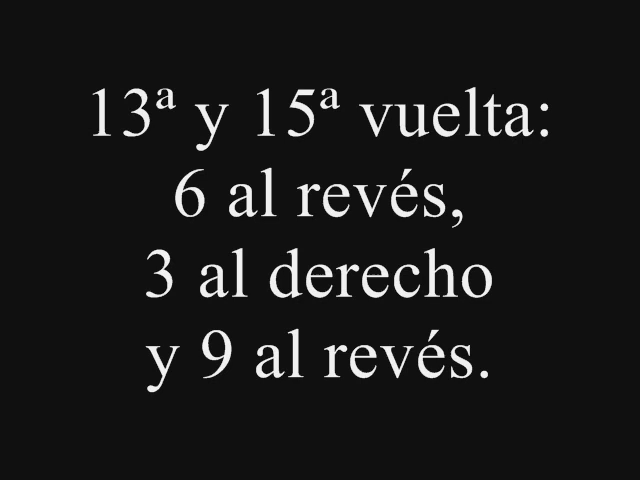 13ª y 15ª vuelta:
6 al revés,
3 al derecho
y 9 al revés.